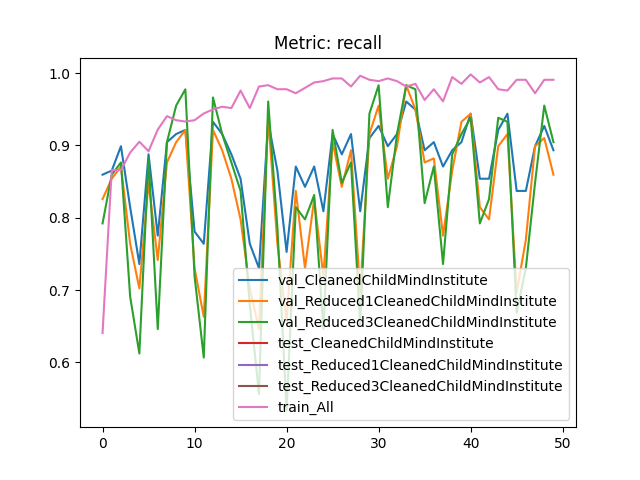 Metric: recall
1.0
0.9
0.8
0.7
0.6
val_CleanedChildMindInstitute
val_Reduced1CleanedChildMindInstitute
val_Reduced3CleanedChildMindInstitute
test_CleanedChildMindInstitute
test_Reduced1CleanedChildMindInstitute
test_Reduced3CleanedChildMindInstitute
train_All
0 10 20 30 40 50